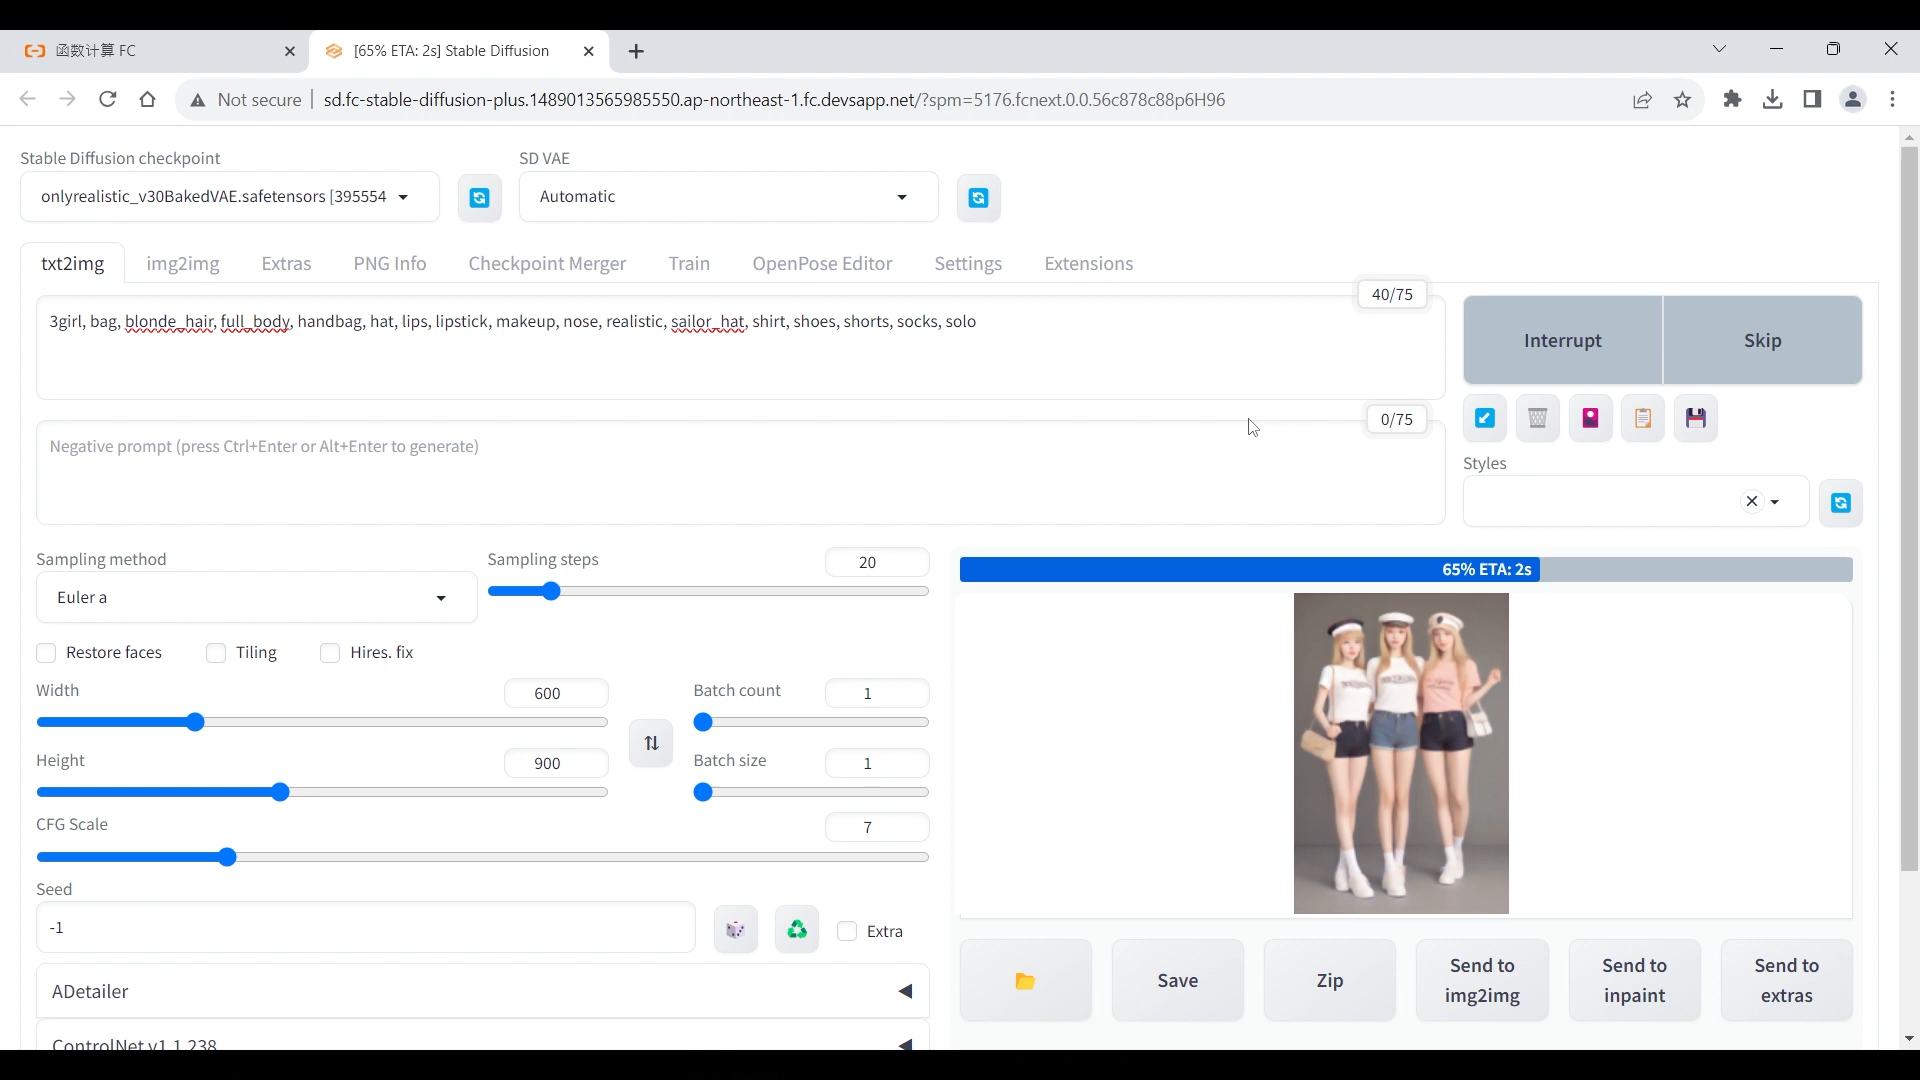 函数计算 FC
[65% ETA: 2s] Stable Diffusion
Not secure
sd.fc-stable-diffusion-plus.1489013565985550.ap-northeast-1.fc.devsapp.net/?spm=5176.fcnext.0.0.56c878c88p6H96
Stable Diffusion checkpoint
SD VAE
onlyrealistic_v30BakedVAE.safetensors [395554
Automatic
txt2img
img2img
Extras
PNG Info
Checkpoint Merger
Train
OpenPose Editor
Settings
Extensions
40/75
3girl, bag, blonde_hair, full_body, handbag, hat, lips, lipstick, makeup, nose, realistic, sailor_hat, shirt, shoes, shorts, socks, solo
Interrupt
Skip
0/75
Negative prompt (press Ctrl+Enter or Alt+Enter to generate)
Styles
Sampling method
Sampling steps
20
65% ETA: 2s
Euler a
Restore faces
Tiling
Hires. fix
Width
600
Batch count
1
Height
900
Batch size
1
CFG Scale
7
Seed
-1
Extra
ADetailer
Save
Zip
Send to
img2img
Send to
inpaint
Send to
extras
ControlNet v1.1.238